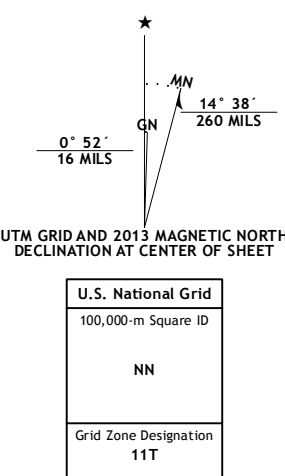 ★
MN
14° 38´
260 MILS
GN
0° 52´
16 MILS
UTM GRID AND 2013 MAGNETIC NORTH
DECLINATION AT CENTER OF SHEET
U.S. National Grid
100,000-m Square ID
NN
Grid Zone Designation
11T